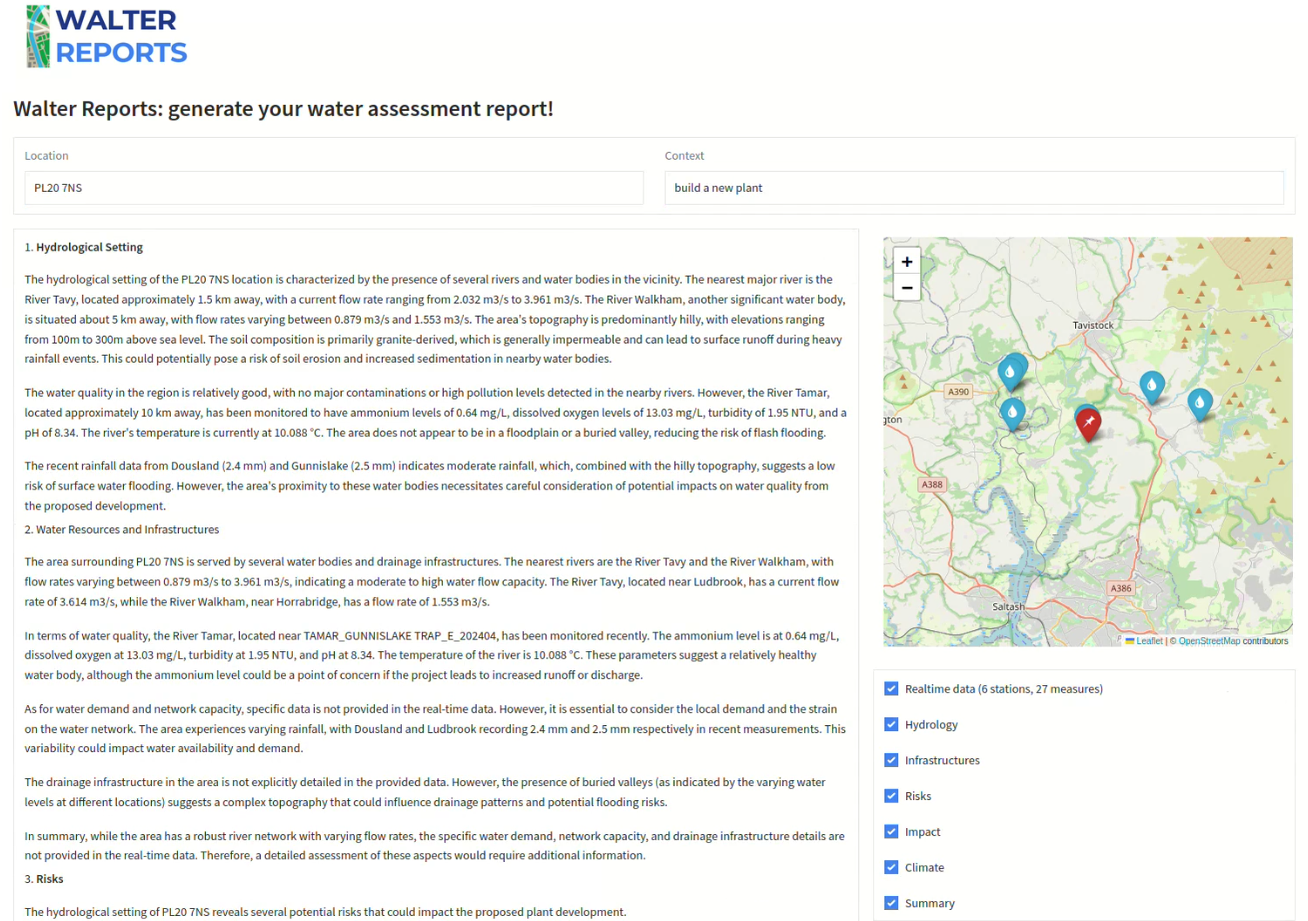 WALTER
REPORTS
Walter Reports: generate your water assessment report!
Location
Context
PL20 7NS
build a new plant
1. Hydrological Setting
The hydrological setting of the PL20 7NS location is characterized by the presence of several rivers and water bodies in the vicinity. The nearest major river is the
River Tavy, located approximately 1.5 km away, with a current flow rate ranging from 2.032 m3/s to 3.961 m3/s. The River Walkham, another significant water body,
is situated about 5 km away, with flow rates varying between 0.879 m3/s and 1.553 m3/s. The area's topography is predominantly hilly, with elevations ranging
from 100m to 300m above sea level. The soil composition is primarily granite-derived, which is generally impermeable and can lead to surface runoff during heavy
rainfall events. This could potentially pose a risk of soil erosion and increased sedimentation in nearby water bodies.
The water quality in the region is relatively good, with no major contaminations or high pollution levels detected in the nearby rivers. However, the River Tamar,
located approximately 10 km away, has been monitored to have ammonium levels of 0.64 mg/L, dissolved oxygen levels of 13.03 mg/L, turbidity of 1.95 NTU, and a
pH of 8.34. The river's temperature is currently at 10.088 °C. The area does not appear to be in a floodplain or a buried valley, reducing the risk of flash flooding.
The recent rainfall data from Dousland (2.4 mm) and Gunnislake (2.5 mm) indicates moderate rainfall, which, combined with the hilly topography, suggests a low
risk of surface water flooding. However, the area's proximity to these water bodies necessitates careful consideration of potential impacts on water quality from
the proposed development.
2. Water Resources and Infrastructures
The area surrounding PL20 7NS is served by several water bodies and drainage infrastructures. The nearest rivers are the River Tavy and the River Walkham, with
flow rates varying between 0.879 m3/s to 3.961 m3/s, indicating a moderate to high water flow capacity. The River Tavy, located near Ludbrook, has a current flow
rate of 3.614 m3/s, while the River Walkham, near Horrabridge, has a flow rate of 1.553 m3/s.
In terms of water quality, the River Tamar, located near TAMAR_GUNNISLAKE TRAP_E_202404, has been monitored recently. The ammonium level is at 0.64 mg/L,
dissolved oxygen at 13.03 mg/L, turbidity at 1.95 NTU, and pH at 8.34. The temperature of the river is 10.088 °C. These parameters suggest a relatively healthy
water body, although the ammonium level could be a point of concern if the project leads to increased runoff or discharge.
As for water demand and network capacity, specific data is not provided in the real-time data. However, it is essential to consider the local demand and the strain
on the water network. The area experiences varying rainfall, with Dousland and Ludbrook recording 2.4 mm and 2.5 mm respectively in recent measurements. This
variability could impact water availability and demand.
The drainage infrastructure in the area is not explicitly detailed in the provided data. However, the presence of buried valleys (as indicated by the varying water
levels at different locations) suggests a complex topography that could influence drainage patterns and potential flooding risks.
In summary, while the area has a robust river network with varying flow rates, the specific water demand, network capacity, and drainage infrastructure details are
not provided in the real-time data. Therefore, a detailed assessment of these aspects would require additional information.
3. Risks
The hydrological setting of PL20 7NS reveals several potential risks that could impact the proposed plant development.
+
−
Tavistock
A390
gton
A388
A386
Saltash
Leaflet | © OpenStreetMap contributors
Realtime data (6 stations, 27 measures)
Hydrology
Infrastructures
Risks
Impact
Climate
Summary